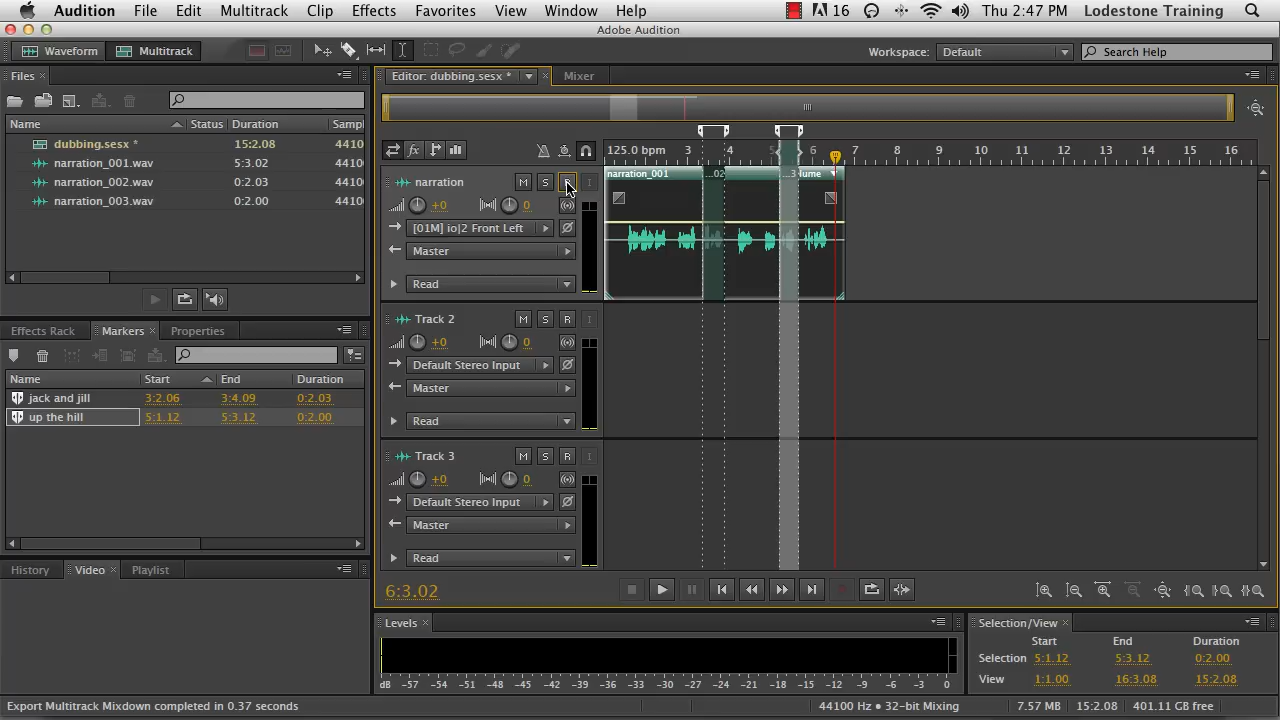 Audition File Edit Multitrack Clip Effects Favorites View Window Help 16 Thu 2:47 PM Lodestone Training
Adobe Audition
Waveform Multitrack Workspace: Default Search Help
Files
Name Status Duration Sampl
dubbing.sesx * 15:2.08 44100
narration_001.wav 5:3.02 44100
narration_002.wav 0:2.03 44100
narration_003.wav 0:2.00 44100
Effects Rack Markers Properties
Name Start End Duration
jack and jill 3:2.06 3:4.09 0:2.03
up the hill 5:1.12 5:3.12 0:2.00
History Video Playlist
Editor: dubbing.sesx * Mixer
fx 125.0 bpm 3 4 5 6 7 8 9 10 11 12 13 14 15 16
narration M S I
narration_001 ...02 ...3 lume
+0 0
[01M] io|2 Front Left
Master
Read
Track 2 M S R I
+0 0
Default Stereo Input
Master
Read
Track 3 M S R I
+0 0
Default Stereo Input
Master
Read
6:3.02
Levels
dB -57 -54 -51 -48 -45 -42 -39 -36 -33 -30 -27 -24 -21 -18 -15 -12 -9 -6 -3 0
Selection/View
Start End Duration
Selection 5:1.12 5:3.12 0:2.00
View 1:1.00 16:3.08 15:2.08
Export Multitrack Mixdown completed in 0.37 seconds 44100 Hz ● 32-bit Mixing 7.57 MB 15:2.08 401.11 GB free